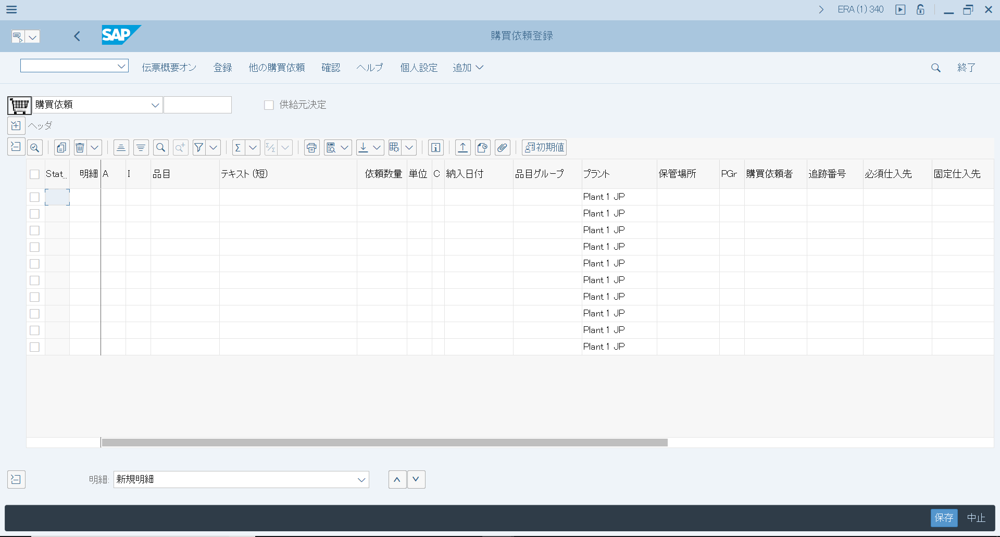 ERA (1) 340
SAP
購買依頼登録
伝票概要オン 登録 他の購買依頼 確認 ヘルプ 個人設定 追加 終了
購買依頼 供給元決定
ヘッダ
初期値
Stat... 明細 A I 品目 テキスト (短) 依頼数量 単位 C 納入日付 品目グループ プラント 保管場所 PGr 購買依頼者 追跡番号 必須仕入先 固定仕入先
Plant 1 JP
Plant 1 JP
Plant 1 JP
Plant 1 JP
Plant 1 JP
Plant 1 JP
Plant 1 JP
Plant 1 JP
Plant 1 JP
Plant 1 JP
明細: 新規明細
保存 中止